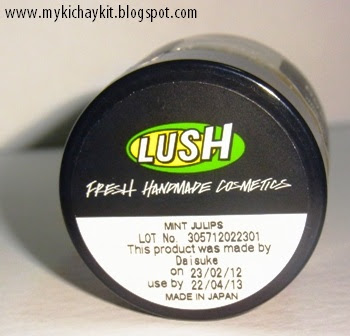 www.mykichaykit.blogspot.com
LUSH
FRESH HANDMADE COSMETICS
MINT JULIPS
LOT No. 305712022301
This product was made by
Daisuke
on 23/02/12
use by 22/04/13
MADE IN JAPAN